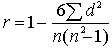 r = 1 − 6∑d² / n(n²−1)